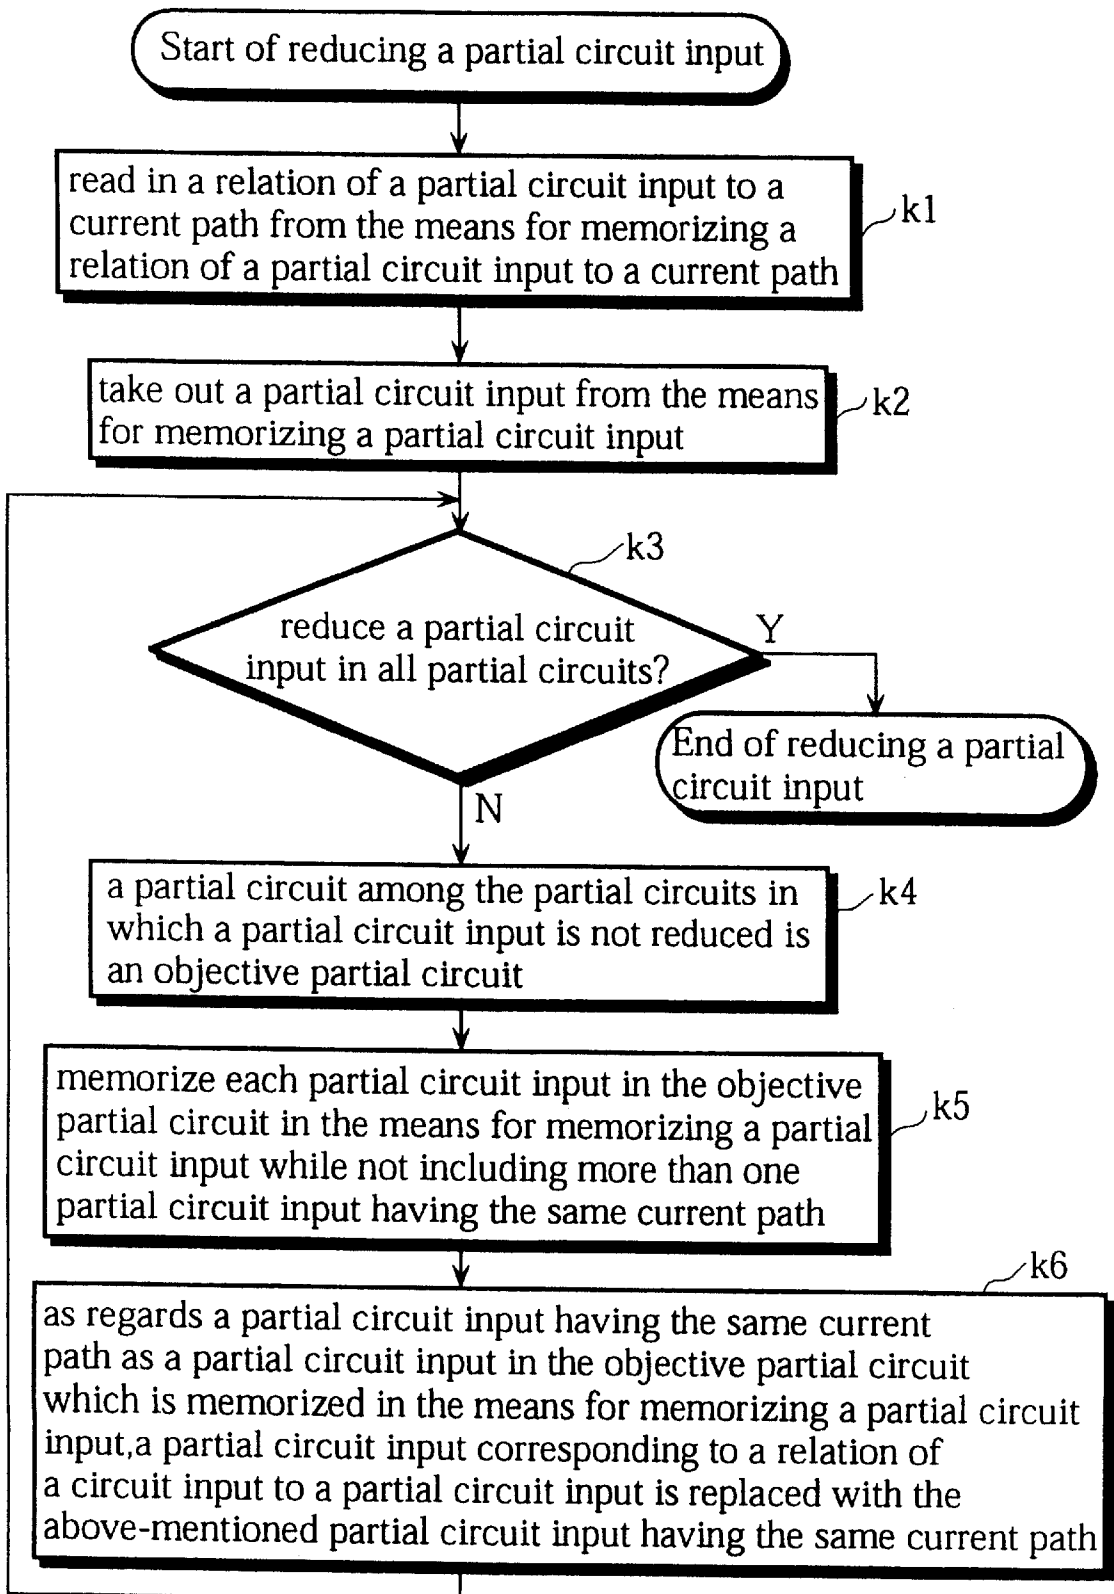 Start of reducing a partial circuit input
read in a relation of a partial circuit input to a
current path from the means for memorizing a
relation of a partial circuit input to a current path
k1
take out a partial circuit input from the means
for memorizing a partial circuit input
k2
k3
reduce a partial circuit
input in all partial circuits?
Y
End of reducing a partial
circuit input
N
a partial circuit among the partial circuits in
which a partial circuit input is not reduced is
an objective partial circuit
k4
memorize each partial circuit input in the objective
partial circuit in the means for memorizing a partial
circuit input while not including more than one
partial circuit input having the same current path
k5
k6
as regards a partial circuit input having the same current
path as a partial circuit input in the objective partial circuit
which is memorized in the means for memorizing a partial circuit
input,a partial circuit input corresponding to a relation of
a circuit input to a partial circuit input is replaced with the
above-mentioned partial circuit input having the same current path